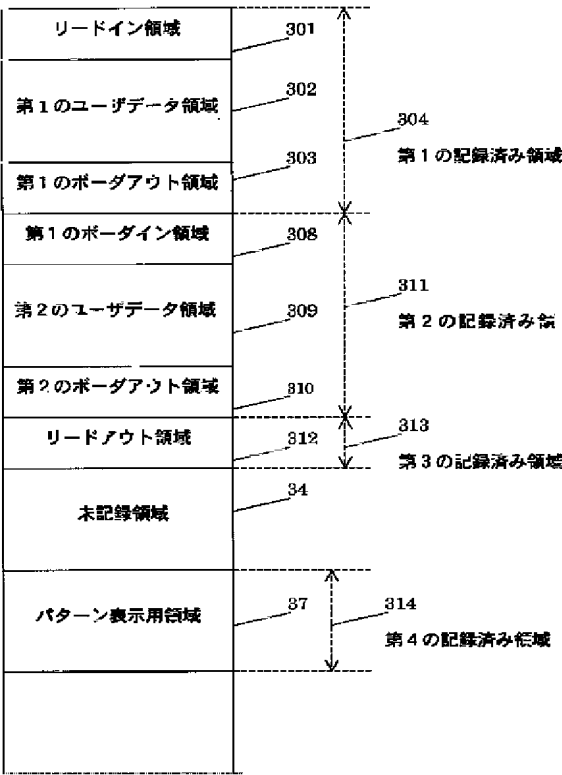 リードイン領域
301
第1のユーザデータ領域
302
304
第1の記録済み領域
303
第1のボーダアウト領域
第1のボーダイン領域
308
311
第2の記録済み領
第2のユーザデータ領域
309
第2のボーダアウト領域
310
リードアウト領域
312
313
第3の記録済み領域
34
未記録領域
パターン表示用領域
37
314
第4の記録済み領域